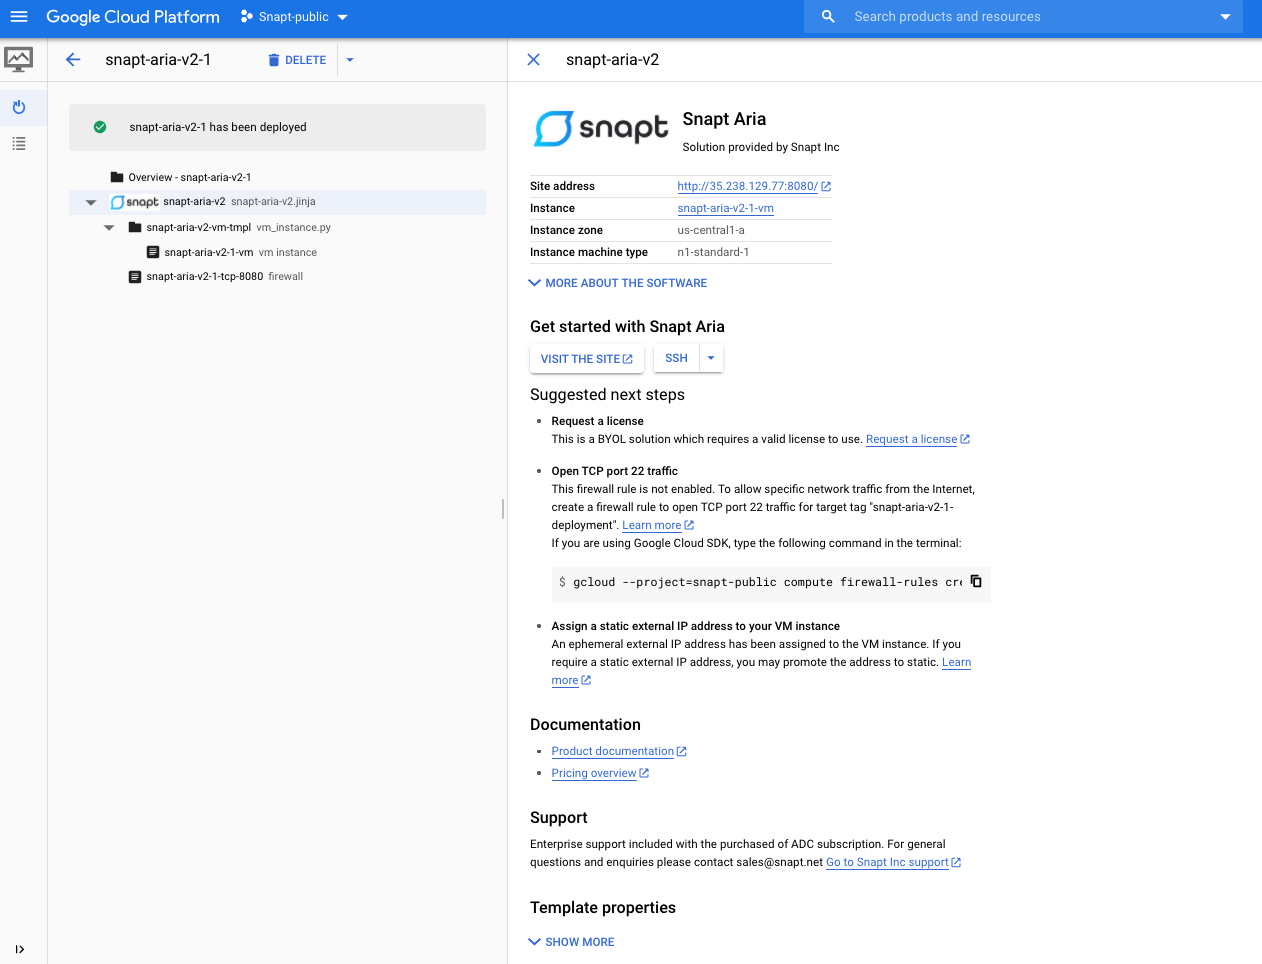 Google Cloud Platform
Snapt-public
Search products and resources
snapt-aria-v2-1
DELETE
snapt-aria-v2
snapt-aria-v2-1 has been deployed
Overview - snapt-aria-v2-1
snapt snapt-aria-v2 snapt-aria-v2.jinja
snapt-aria-v2-vm-tmpl vm_instance.py
snapt-aria-v2-1-vm vm instance
snapt-aria-v2-1-tcp-8080 firewall
snapt
Snapt Aria
Solution provided by Snapt Inc
Site address http://35.238.129.77:8080/
Instance snapt-aria-v2-1-vm
Instance zone us-central1-a
Instance machine type n1-standard-1
MORE ABOUT THE SOFTWARE
Get started with Snapt Aria
VISIT THE SITE
SSH
Suggested next steps
Request a license
This is a BYOL solution which requires a valid license to use. Request a license
Open TCP port 22 traffic
This firewall rule is not enabled. To allow specific network traffic from the Internet,
create a firewall rule to open TCP port 22 traffic for target tag "snapt-aria-v2-1-
deployment". Learn more
If you are using Google Cloud SDK, type the following command in the terminal:
$ gcloud --project=snapt-public compute firewall-rules cre
Assign a static external IP address to your VM instance
An ephemeral external IP address has been assigned to the VM instance. If you
require a static external IP address, you may promote the address to static. Learn
more
Documentation
Product documentation
Pricing overview
Support
Enterprise support included with the purchased of ADC subscription. For general
questions and enquiries please contact sales@snapt.net Go to Snapt Inc support
Template properties
SHOW MORE